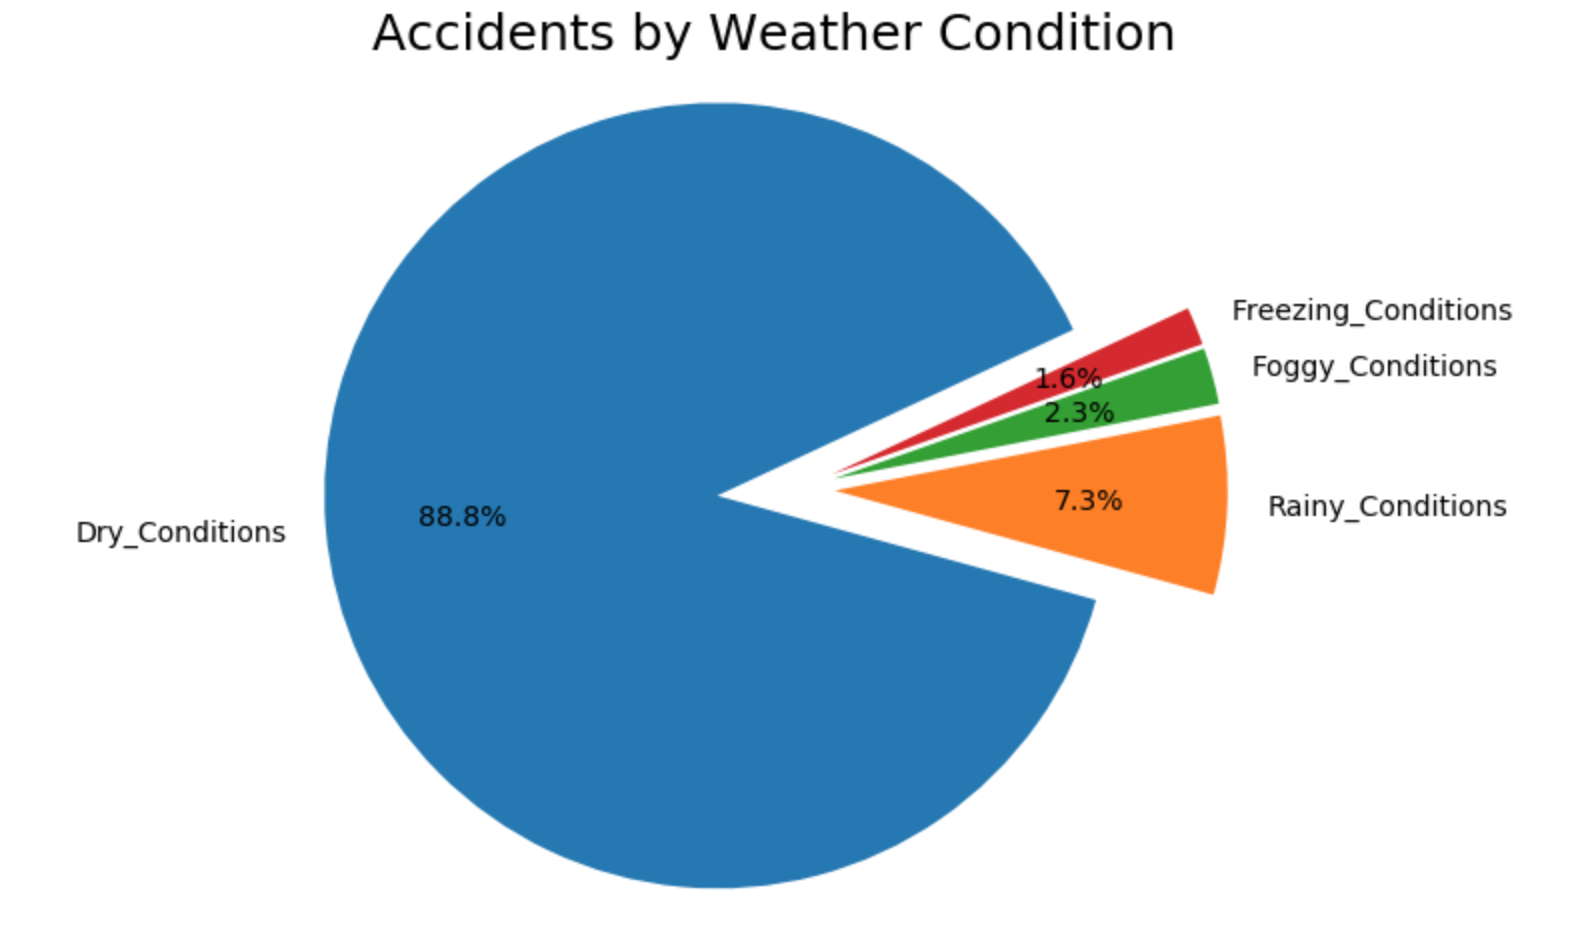 Accidents by Weather Condition
Freezing_Conditions
1.6%
Foggy_Conditions
2.3%
Rainy_Conditions
7.3%
Dry_Conditions
88.8%